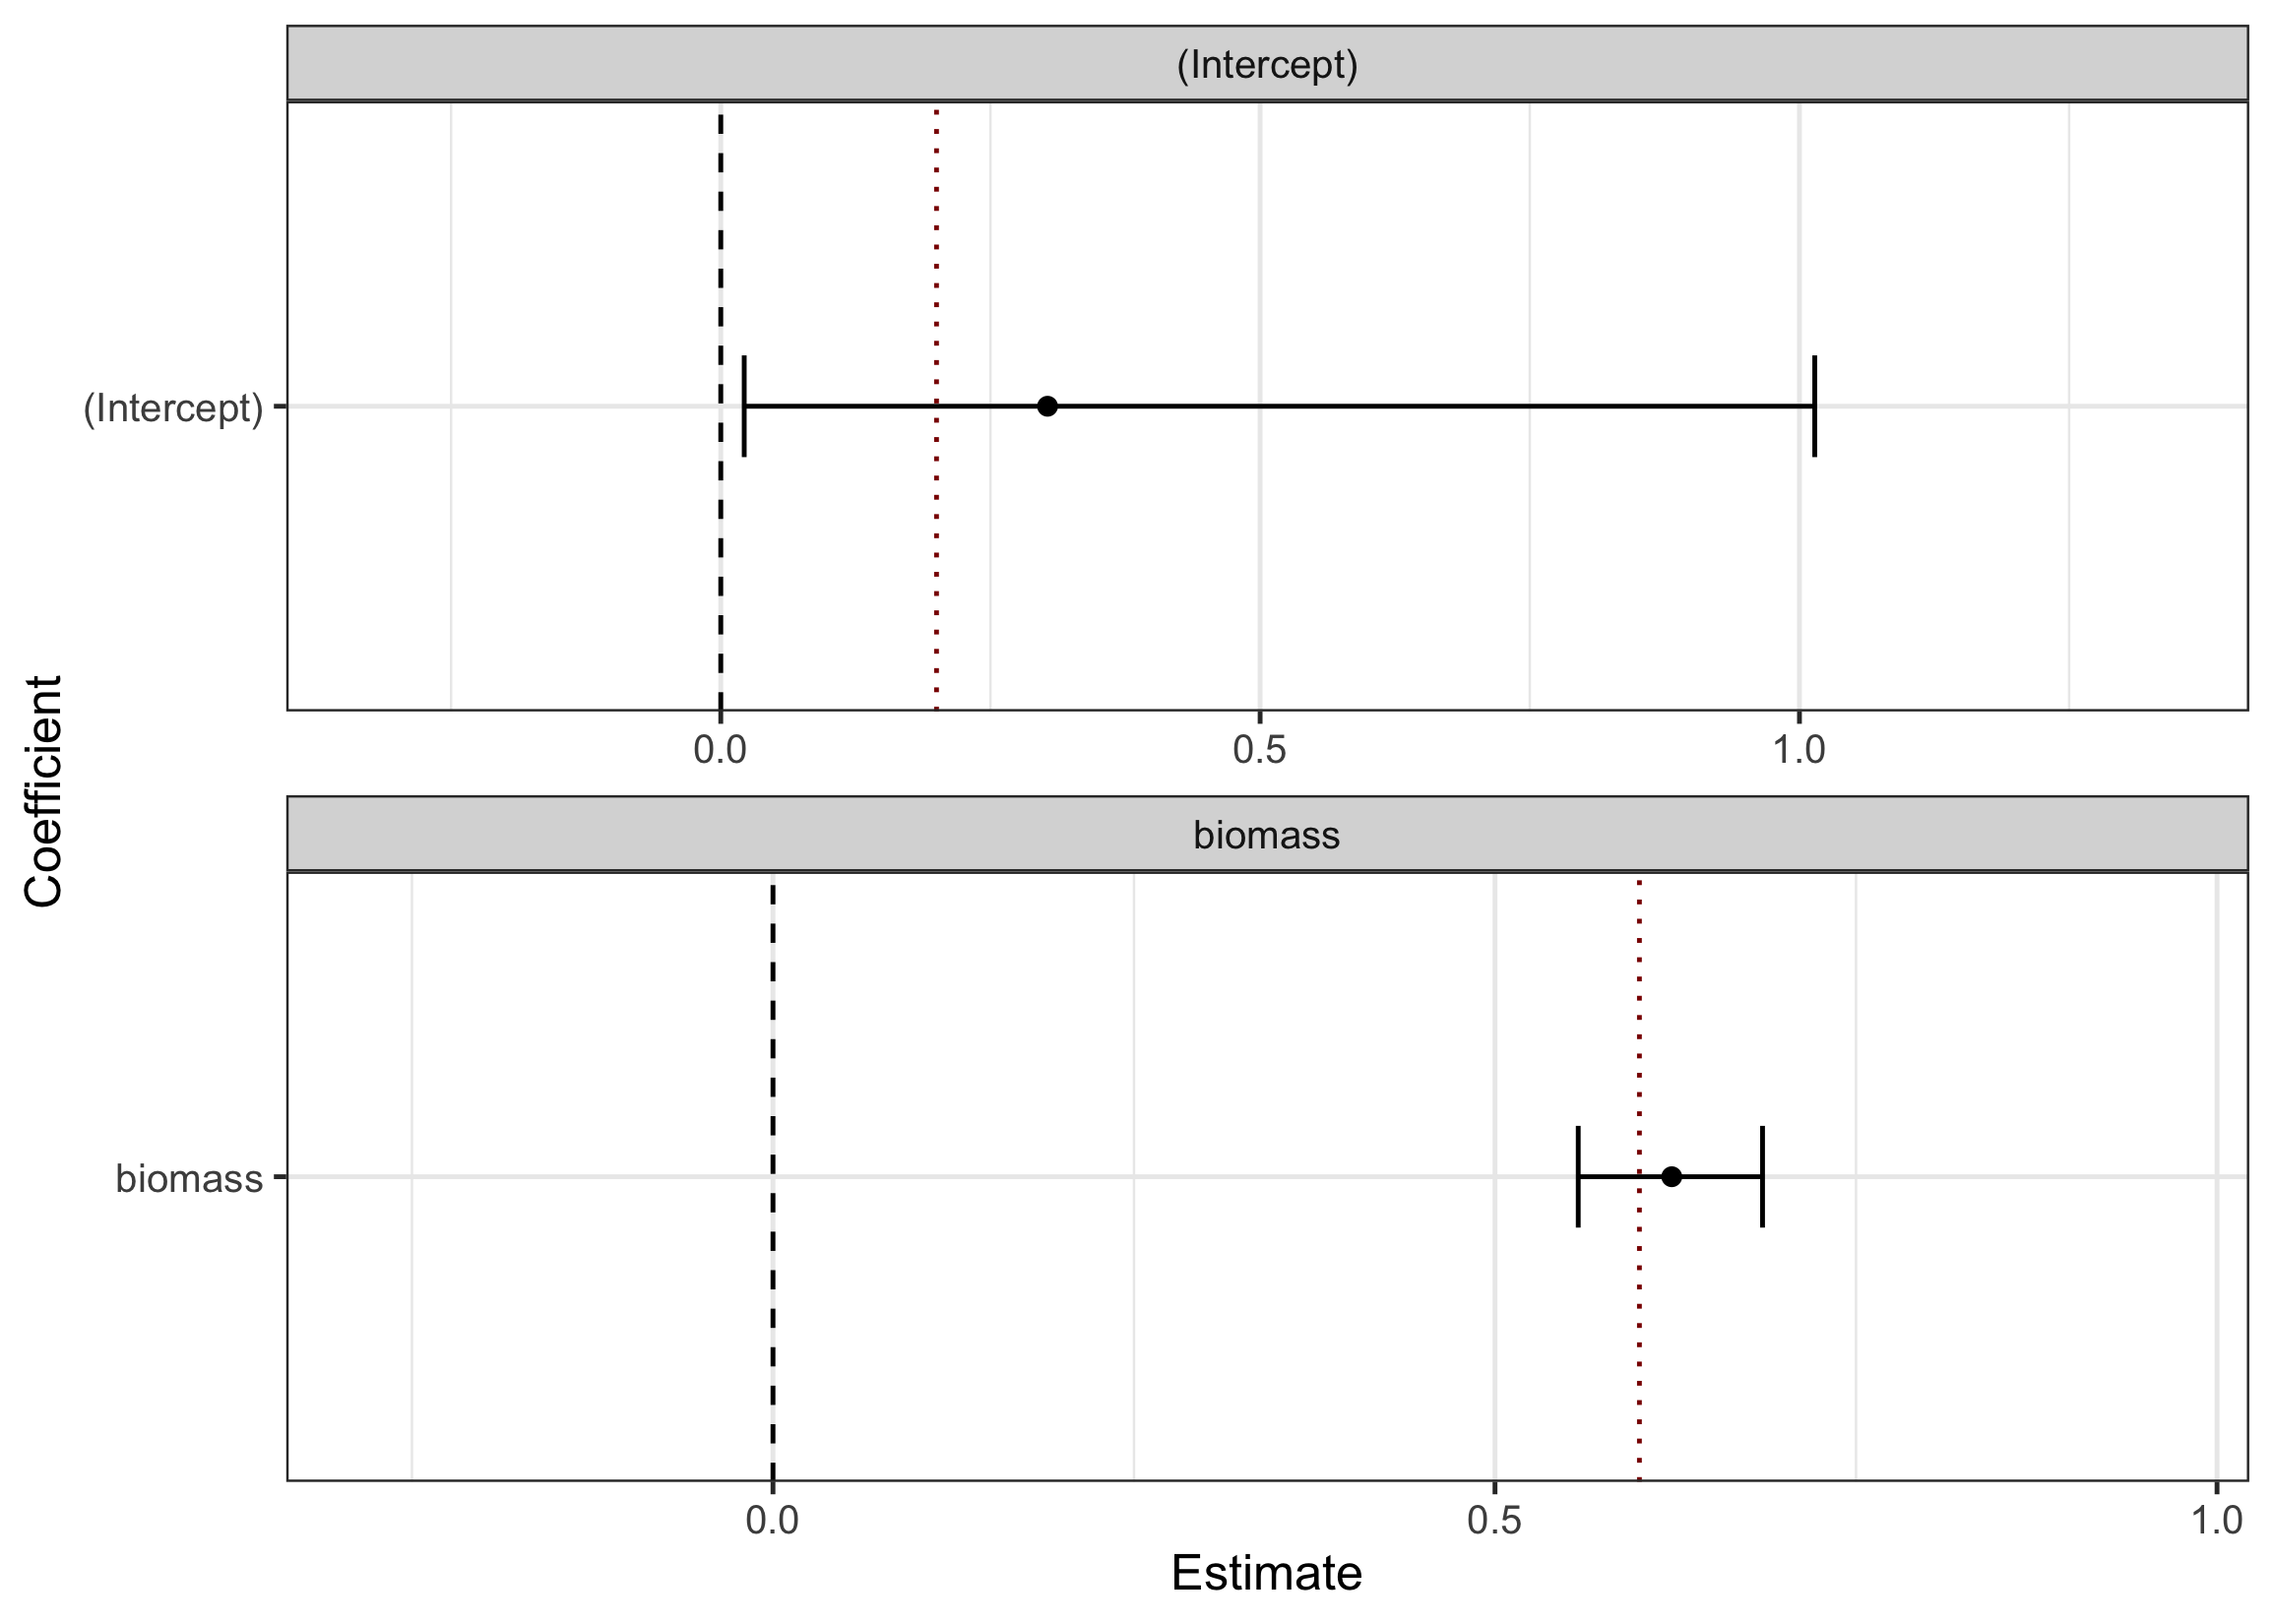 (Intercept)
(Intercept)
0.0 0.5 1.0
Coefficient
biomass
biomass
0.0 0.5 1.0
Estimate